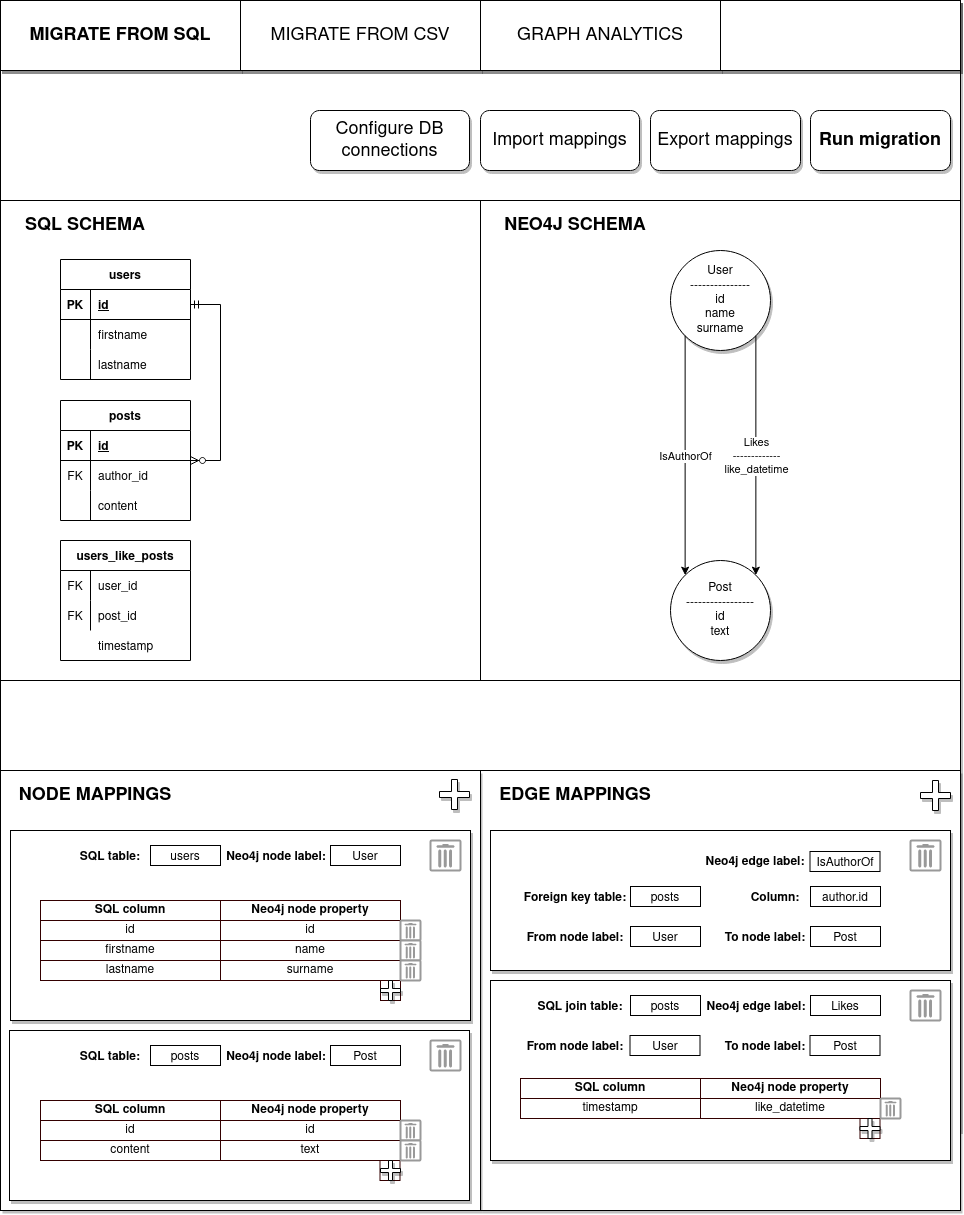 MIGRATE FROM SQL
MIGRATE FROM CSV
GRAPH ANALYTICS
Configure DB
connections
Import mappings
Export mappings
Run migration
SQL SCHEMA
users
PK id
firstname
lastname
posts
PK id
FK author_id
content
users_like_posts
FK user_id
FK post_id
timestamp
NEO4J SCHEMA
User
---------------
id
name
surname
IsAuthorOf
Likes
-------------
like_datetime
Post
-----------------
id
text
NODE MAPPINGS
SQL table: users Neo4j node label: User
SQL column Neo4j node property
id id
firstname name
lastname surname
SQL table: posts Neo4j node label: Post
SQL column Neo4j node property
id id
content text
EDGE MAPPINGS
Neo4j edge label: IsAuthorOf
Foreign key table: posts Column: author.id
From node label: User To node label: Post
SQL join table: posts Neo4j edge label: Likes
From node label: User To node label: Post
SQL column Neo4j node property
timestamp like_datetime